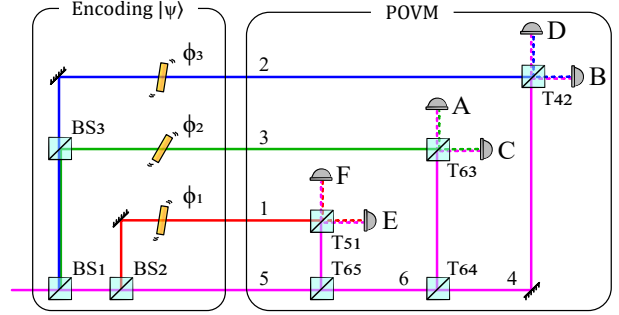 Encoding |ψ⟩
POVM
D
ϕ3
2
B
T42
A
BS3
ϕ2
3
C
T63
F
ϕ1
1
E
T51
BS1
BS2
5
T65
6
T64
4